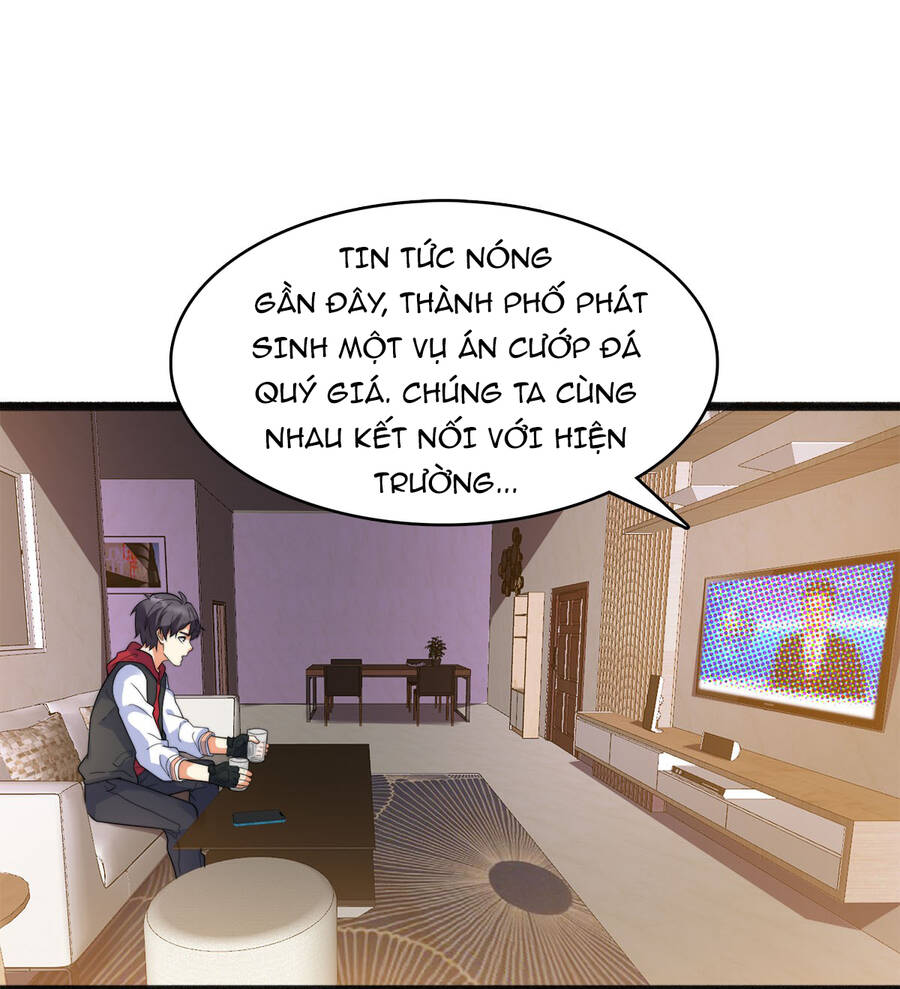 TIN TỨC NÓNG
GẦN ĐÂY, THÀNH PHỐ PHÁT
SINH MỘT VỤ ÁN CƯỚP ĐÁ
QUÝ GIÁ. CHÚNG TA CÙNG
NHAU KẾT NỐI VỚI HIỆN
TRƯỜNG...